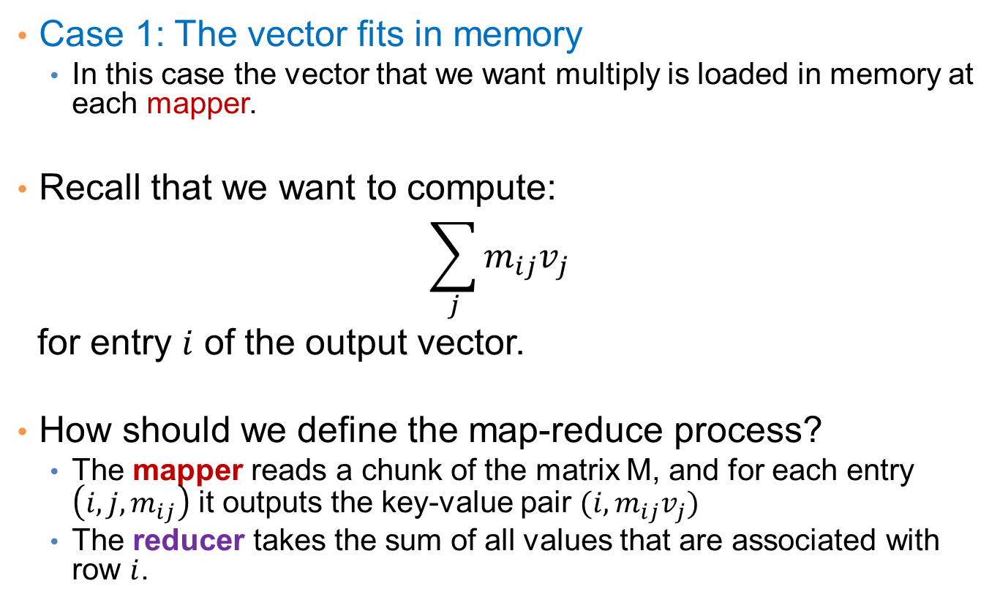 • Case 1: The vector fits in memory
• In this case the vector that we want multiply is loaded in memory at
each mapper.
• Recall that we want to compute:
∑_j m_{ij}v_j
for entry i of the output vector.
• How should we define the map-reduce process?
• The mapper reads a chunk of the matrix M, and for each entry
(i, j, m_{ij}) it outputs the key-value pair (i, m_{ij}v_j)
• The reducer takes the sum of all values that are associated with
row i.